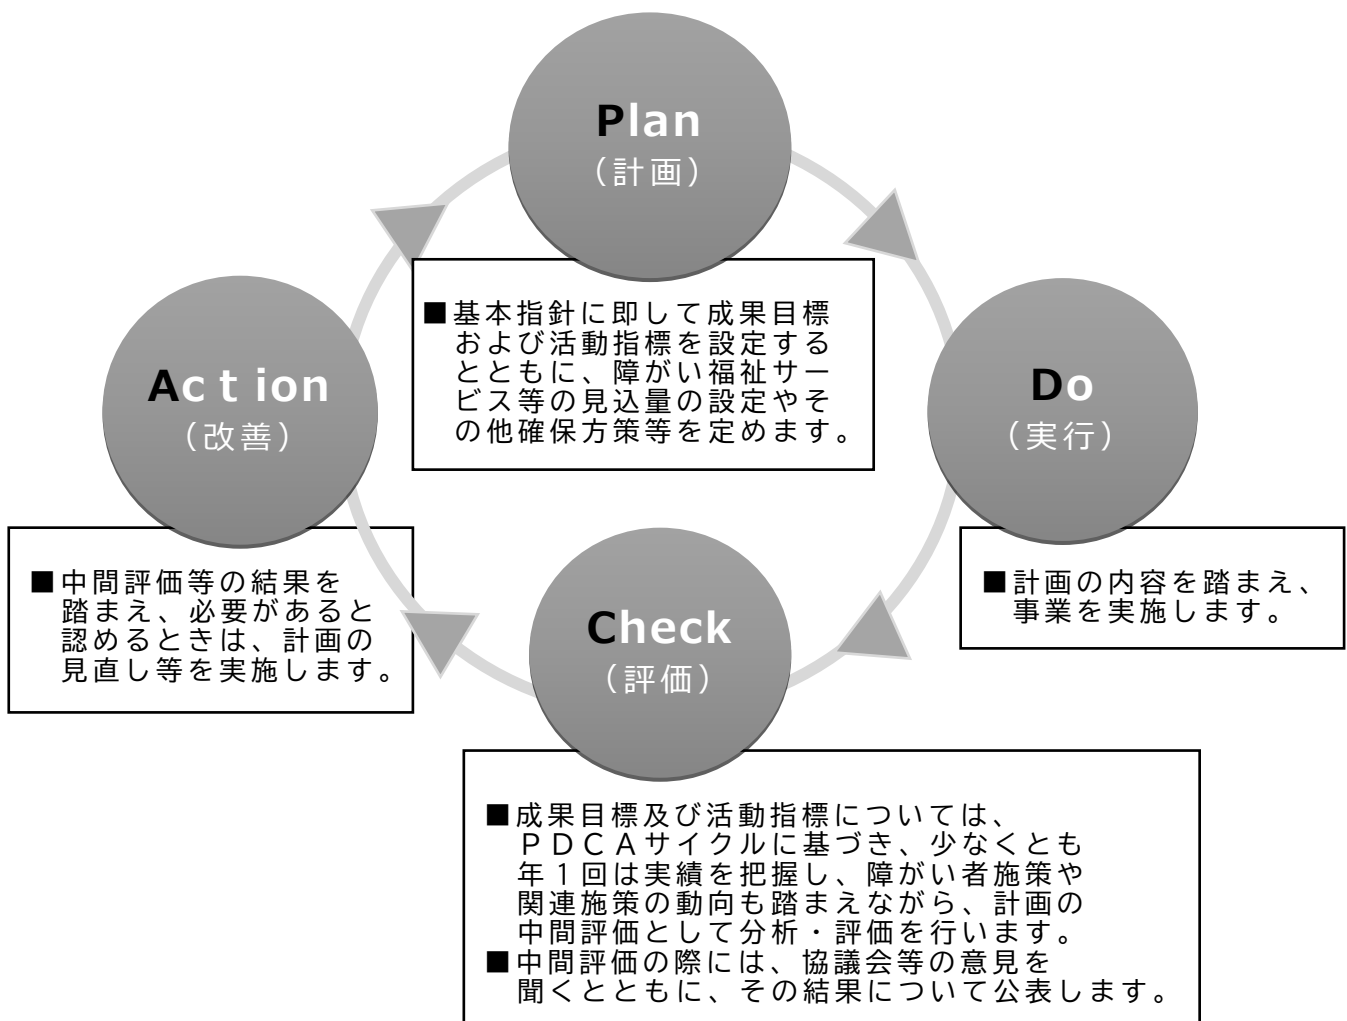 Plan
（計画）
■基本指針に即して成果目標
および活動指標を設定する
とともに、障がい福祉サー
ビス等の見込量の設定やそ
の他確保方策等を定めます。
Do
（実行）
■計画の内容を踏まえ、
事業を実施します。
Check
（評価）
■成果目標及び活動指標については、
ＰＤＣＡサイクルに基づき、少なくとも
年１回は実績を把握し、障がい者施策や
関連施策の動向も踏まえながら、計画の
中間評価として分析・評価を行います。
■中間評価の際には、協議会等の意見を
聞くとともに、その結果について公表します。
Action
（改善）
■中間評価等の結果を
踏まえ、必要があると
認めるときは、計画の
見直し等を実施します。